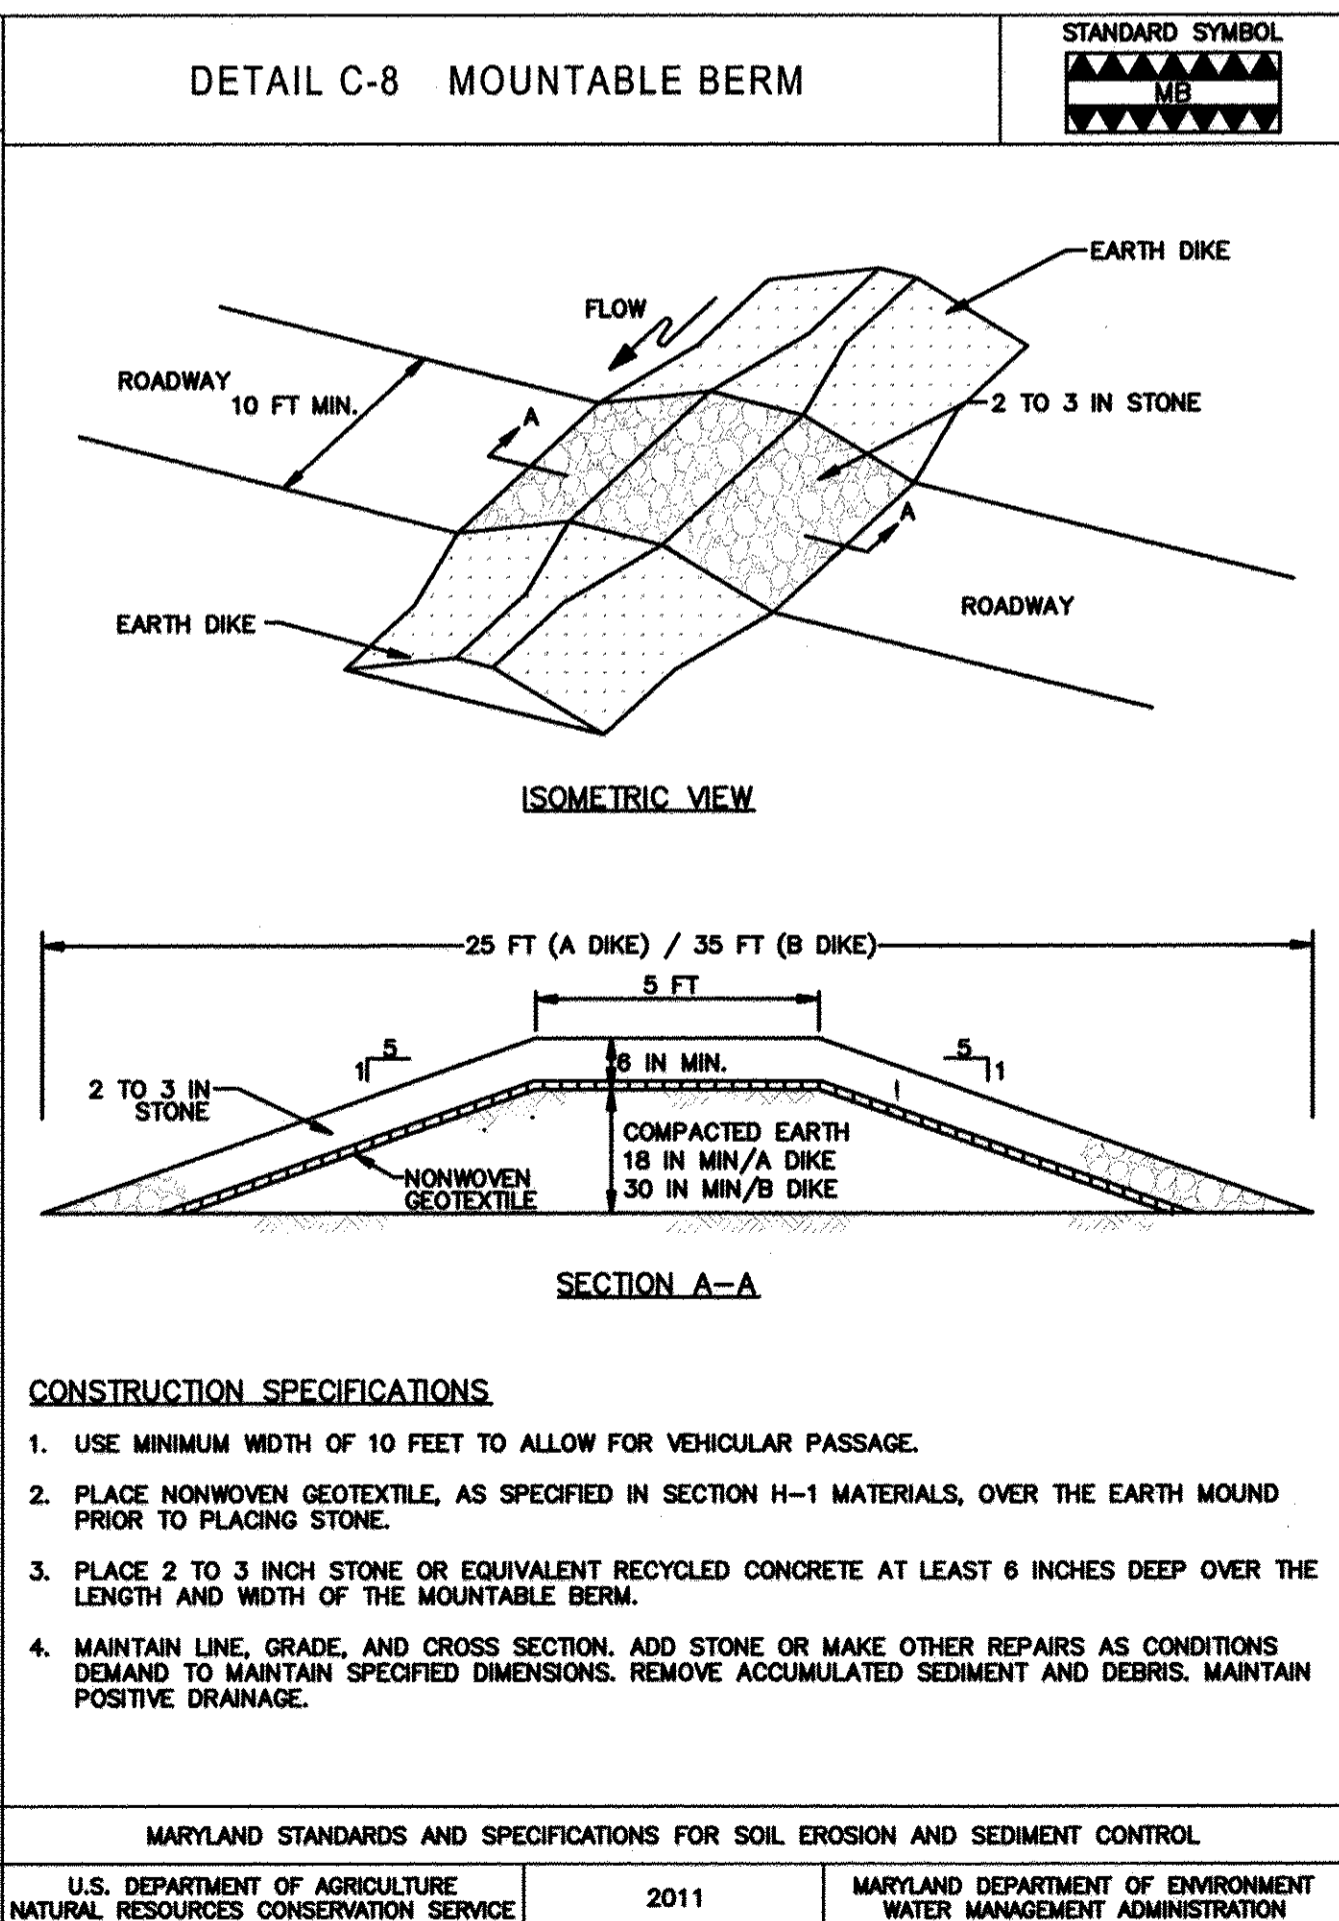 DETAIL C-8 MOUNTABLE BERM
STANDARD SYMBOL
MB
EARTH DIKE
FLOW
ROADWAY
10 FT MIN.
2 TO 3 IN STONE
A
A
ROADWAY
EARTH DIKE
ISOMETRIC VIEW
25 FT (A DIKE) / 35 FT (B DIKE)
5 FT
5
1
6 IN MIN.
5
1
2 TO 3 IN
STONE
COMPACTED EARTH
18 IN MIN/A DIKE
30 IN MIN/B DIKE
NONWOVEN
GEOTEXTILE
SECTION A-A
CONSTRUCTION SPECIFICATIONS
1. USE MINIMUM WIDTH OF 10 FEET TO ALLOW FOR VEHICULAR PASSAGE.
2. PLACE NONWOVEN GEOTEXTILE, AS SPECIFIED IN SECTION H-1 MATERIALS, OVER THE EARTH MOUND
PRIOR TO PLACING STONE.
3. PLACE 2 TO 3 INCH STONE OR EQUIVALENT RECYCLED CONCRETE AT LEAST 6 INCHES DEEP OVER THE
LENGTH AND WIDTH OF THE MOUNTABLE BERM.
4. MAINTAIN LINE, GRADE, AND CROSS SECTION. ADD STONE OR MAKE OTHER REPAIRS AS CONDITIONS
DEMAND TO MAINTAIN SPECIFIED DIMENSIONS. REMOVE ACCUMULATED SEDIMENT AND DEBRIS. MAINTAIN
POSITIVE DRAINAGE.
MARYLAND STANDARDS AND SPECIFICATIONS FOR SOIL EROSION AND SEDIMENT CONTROL
U.S. DEPARTMENT OF AGRICULTURE
NATURAL RESOURCES CONSERVATION SERVICE
2011
MARYLAND DEPARTMENT OF ENVIRONMENT
WATER MANAGEMENT ADMINISTRATION